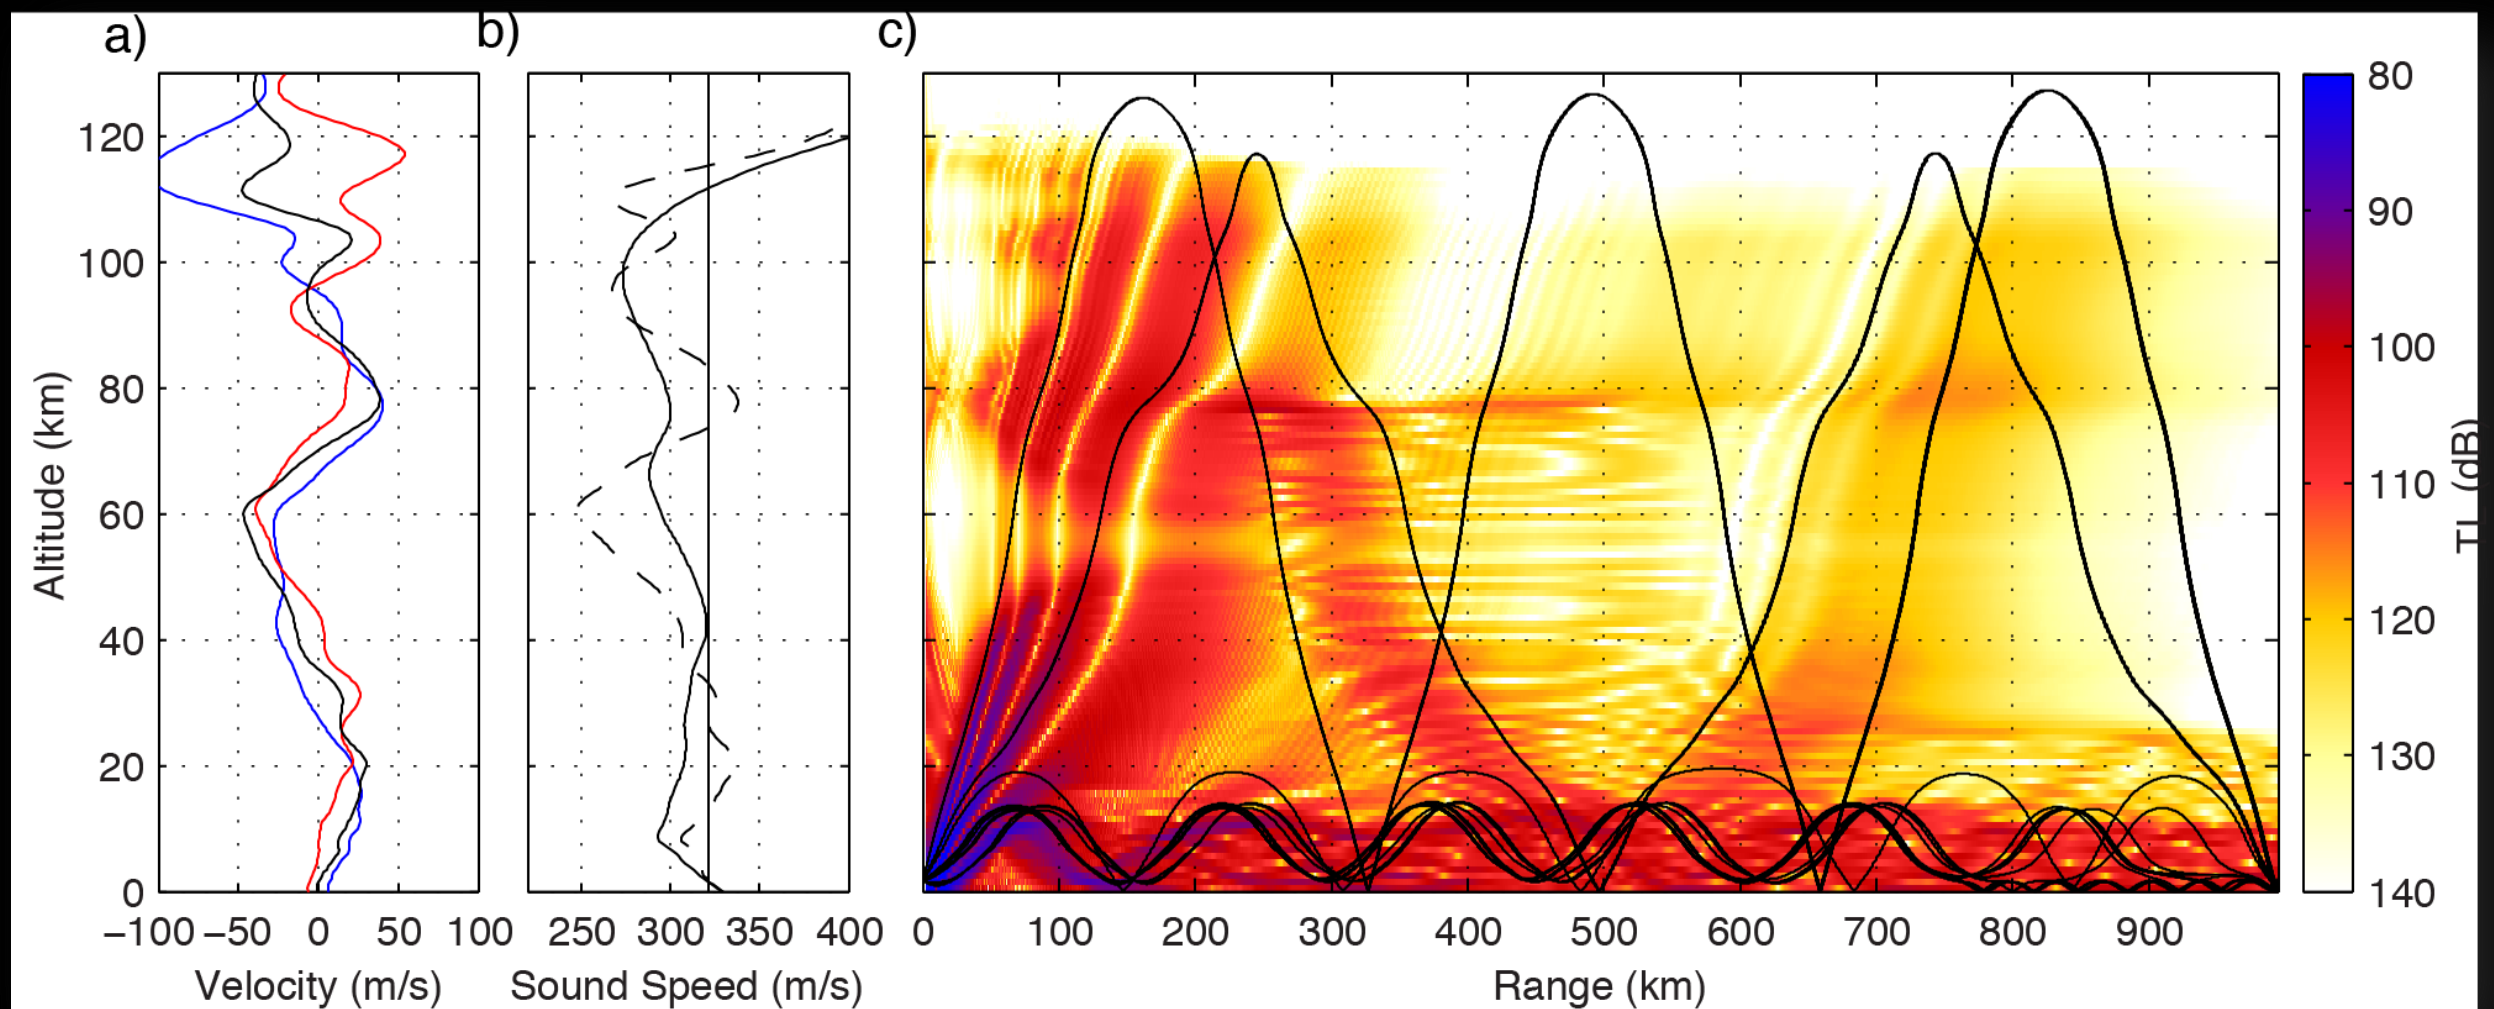 a)
b)
c)
120
100
80
60
40
20
0
Altitude (km)
−100 −50 0 50 100
Velocity (m/s)
250 300 350 400
Sound Speed (m/s)
0 100 200 300 400 500 600 700 800 900
Range (km)
80
90
100
110
120
130
140
TL (dB)